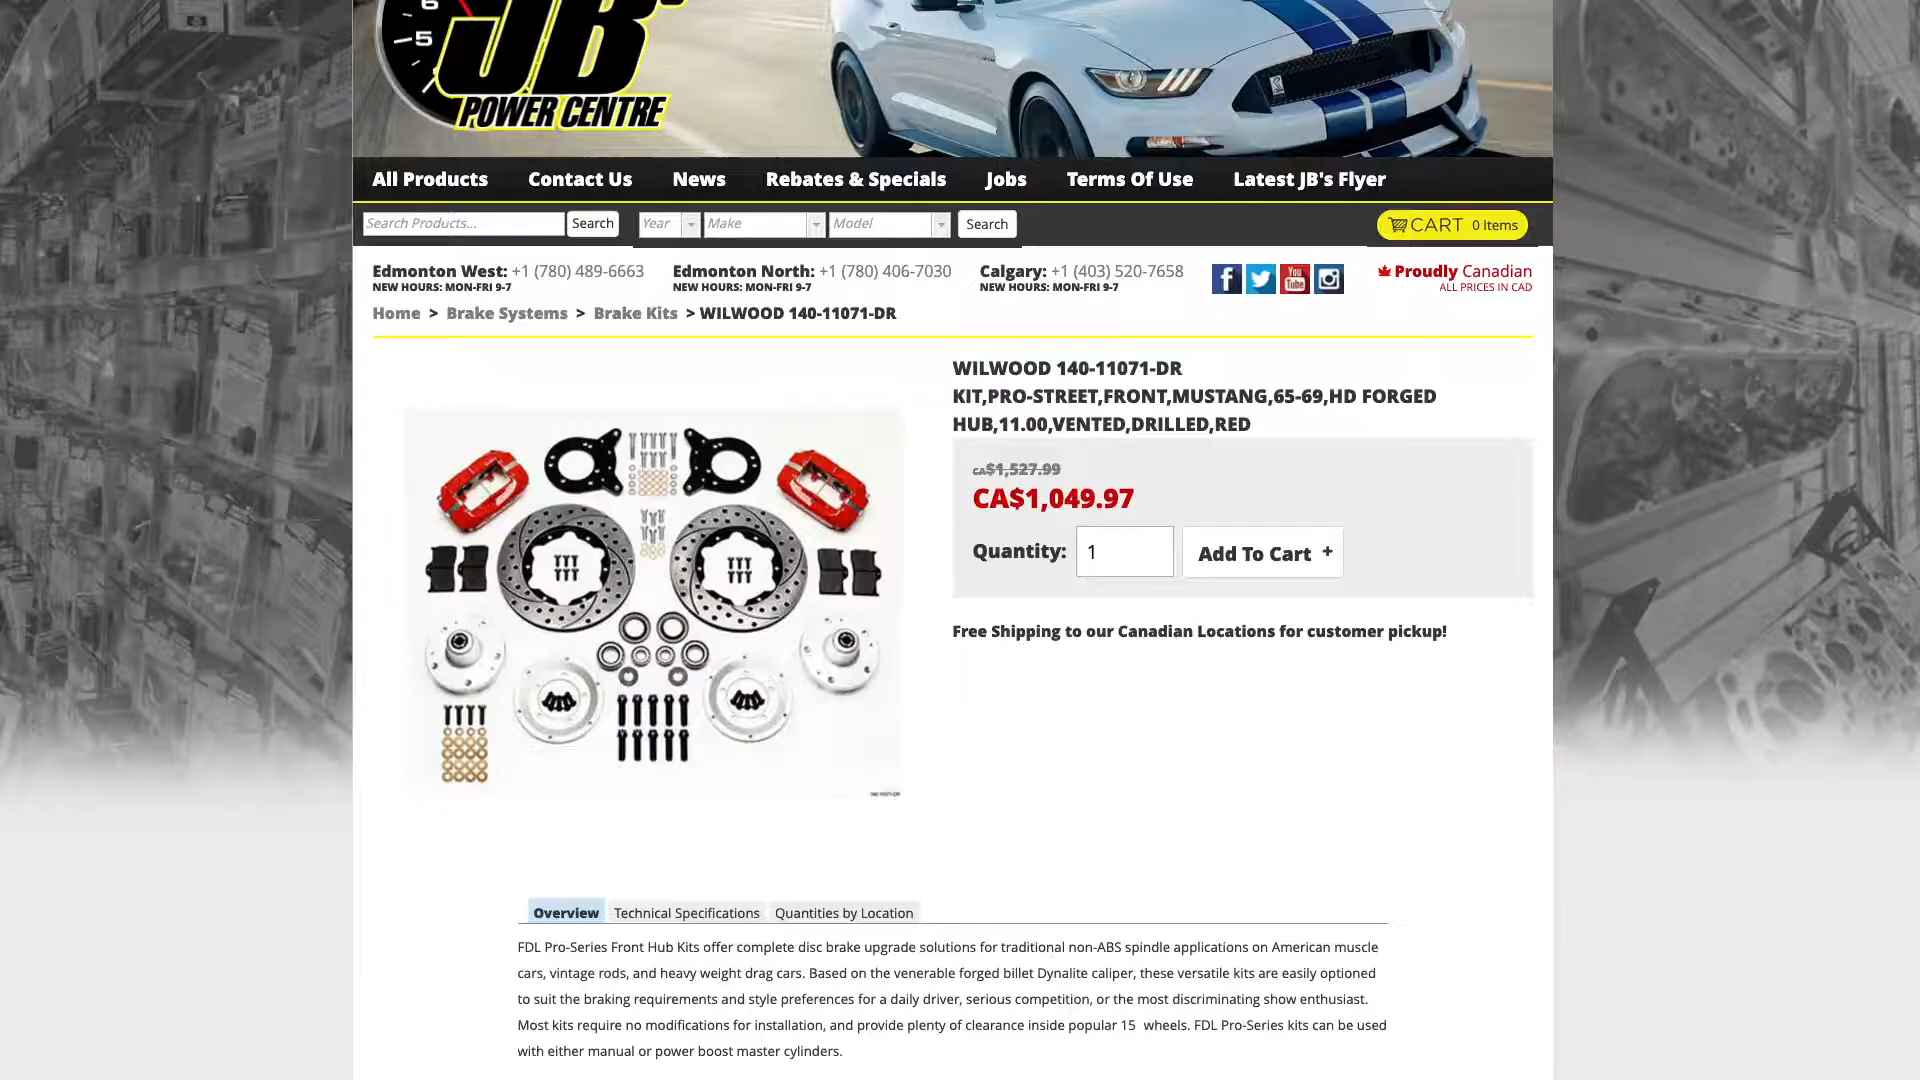 6
5
JB'
POWER CENTRE
All Products Contact Us News Rebates & Specials Jobs Terms Of Use Latest JB's Flyer
Search Products... Search Year Make Model Search CART 0 Items
Edmonton West: +1 (780) 489-6663 Edmonton North: +1 (780) 406-7030 Calgary: +1 (403) 520-7658 You Tube Proudly Canadian
NEW HOURS: MON-FRI 9-7 NEW HOURS: MON-FRI 9-7 NEW HOURS: MON-FRI 9-7 ALL PRICES IN CAD
Home > Brake Systems > Brake Kits > WILWOOD 140-11071-DR
WILWOOD 140-11071-DR
KIT,PRO-STREET,FRONT,MUSTANG,65-69,HD FORGED
HUB,11.00,VENTED,DRILLED,RED
CA$1,527.99
CA$1,049.97
Quantity: 1 Add To Cart +
Free Shipping to our Canadian Locations for customer pickup!
Overview Technical Specifications Quantities by Location
FDL Pro-Series Front Hub Kits offer complete disc brake upgrade solutions for traditional non-ABS spindle applications on American muscle
cars, vintage rods, and heavy weight drag cars. Based on the venerable forged billet Dynalite caliper, these versatile kits are easily optioned
to suit the braking requirements and style preferences for a daily driver, serious competition, or the most discriminating show enthusiast.
Most kits require no modifications for installation, and provide plenty of clearance inside popular 15 wheels. FDL Pro-Series kits can be used
with either manual or power boost master cylinders.